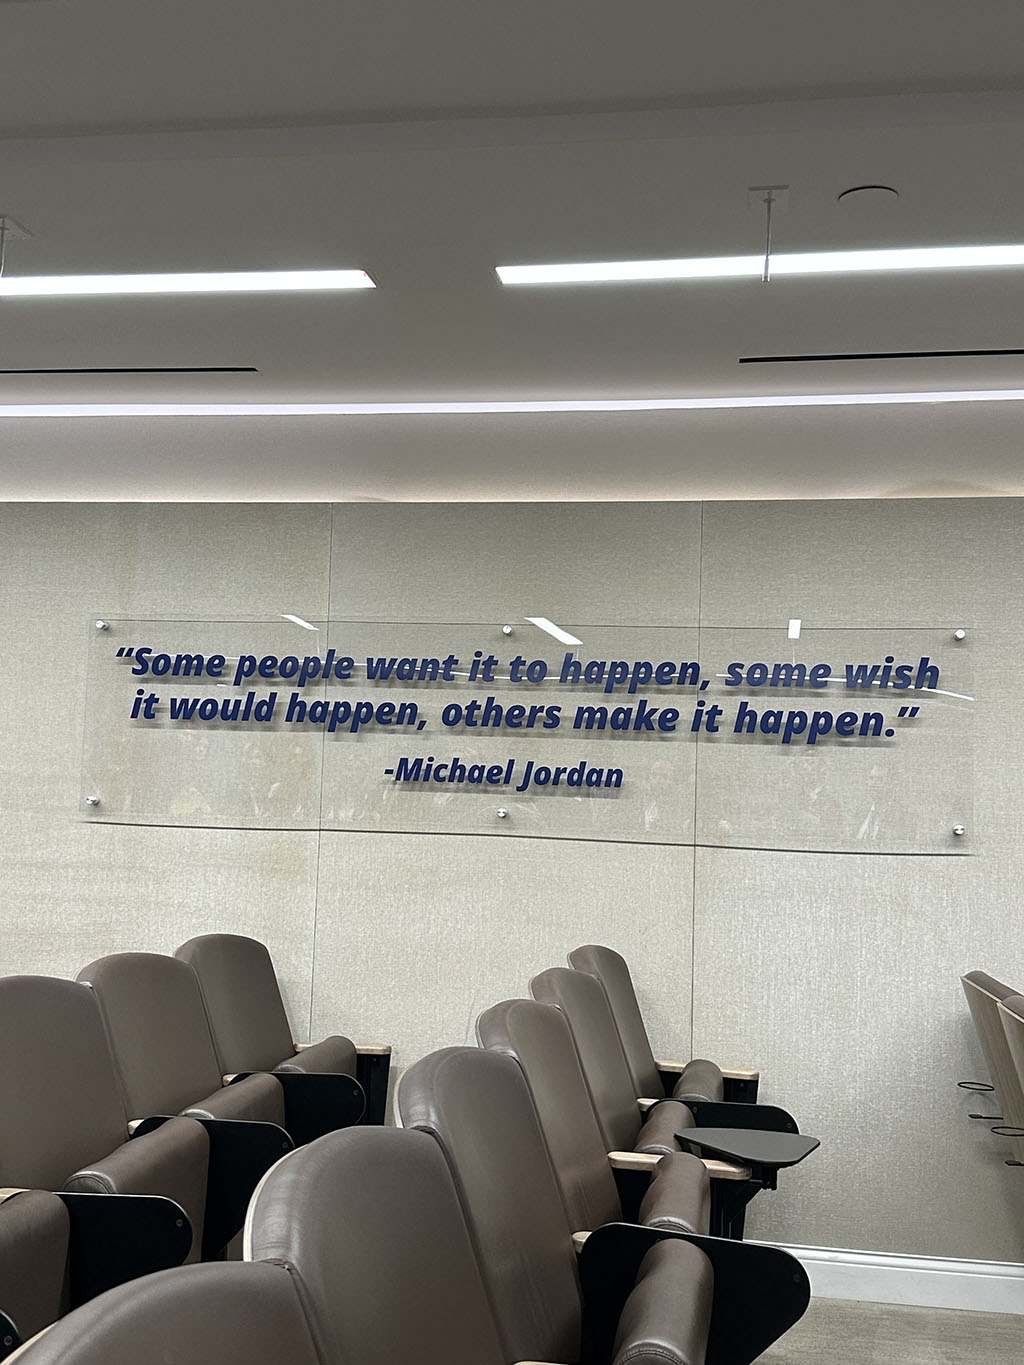 “Some people want it to happen, some wish
it would happen, others make it happen.”
-Michael Jordan